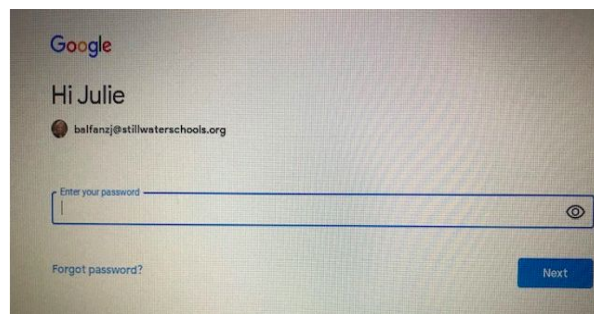 Google
Hi Julie
balfanzj@stillwaterschools.org
Enter your password
Forgot password?
Next